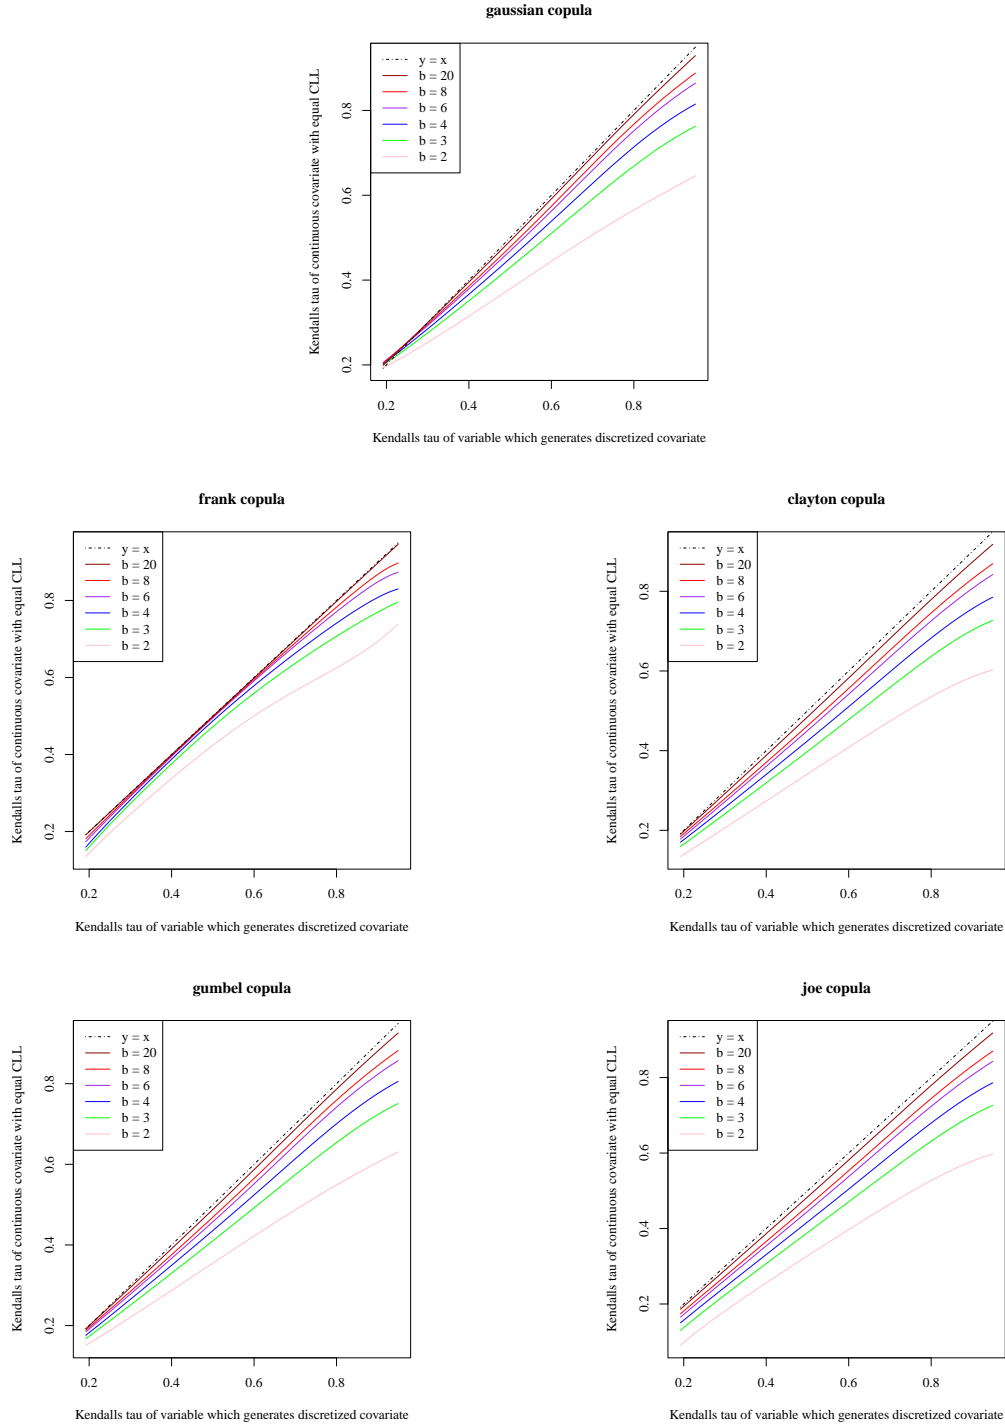 gaussian copula
y = x
b = 20
b = 8
b = 6
b = 4
b = 3
b = 2
Kendalls tau of continuous covariate with equal CLL
0.8
0.6
0.4
0.2
0.2 0.4 0.6 0.8
Kendalls tau of variable which generates discretized covariate
frank copula
y = x
b = 20
b = 8
b = 6
b = 4
b = 3
b = 2
Kendalls tau of continuous covariate with equal CLL
0.8
0.6
0.4
0.2
0.2 0.4 0.6 0.8
Kendalls tau of variable which generates discretized covariate
clayton copula
y = x
b = 20
b = 8
b = 6
b = 4
b = 3
b = 2
Kendalls tau of continuous covariate with equal CLL
0.8
0.6
0.4
0.2
0.2 0.4 0.6 0.8
Kendalls tau of variable which generates discretized covariate
gumbel copula
y = x
b = 20
b = 8
b = 6
b = 4
b = 3
b = 2
Kendalls tau of continuous covariate with equal CLL
0.8
0.6
0.4
0.2
0.2 0.4 0.6 0.8
Kendalls tau of variable which generates discretized covariate
joe copula
y = x
b = 20
b = 8
b = 6
b = 4
b = 3
b = 2
Kendalls tau of continuous covariate with equal CLL
0.8
0.6
0.4
0.2
0.2 0.4 0.6 0.8
Kendalls tau of variable which generates discretized covariate